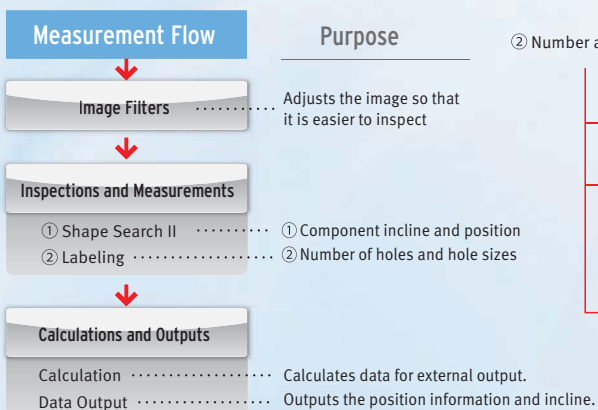 Measurement Flow
Purpose
② Number a
Image Filters ··········· Adjusts the image so that
it is easier to inspect
Inspections and Measurements
① Shape Search II ·········· ① Component incline and position
② Labeling ··················· ② Number of holes and hole sizes
Calculations and Outputs
Calculation ··················· Calculates data for external output.
Data Output ·················· Outputs the position information and incline.